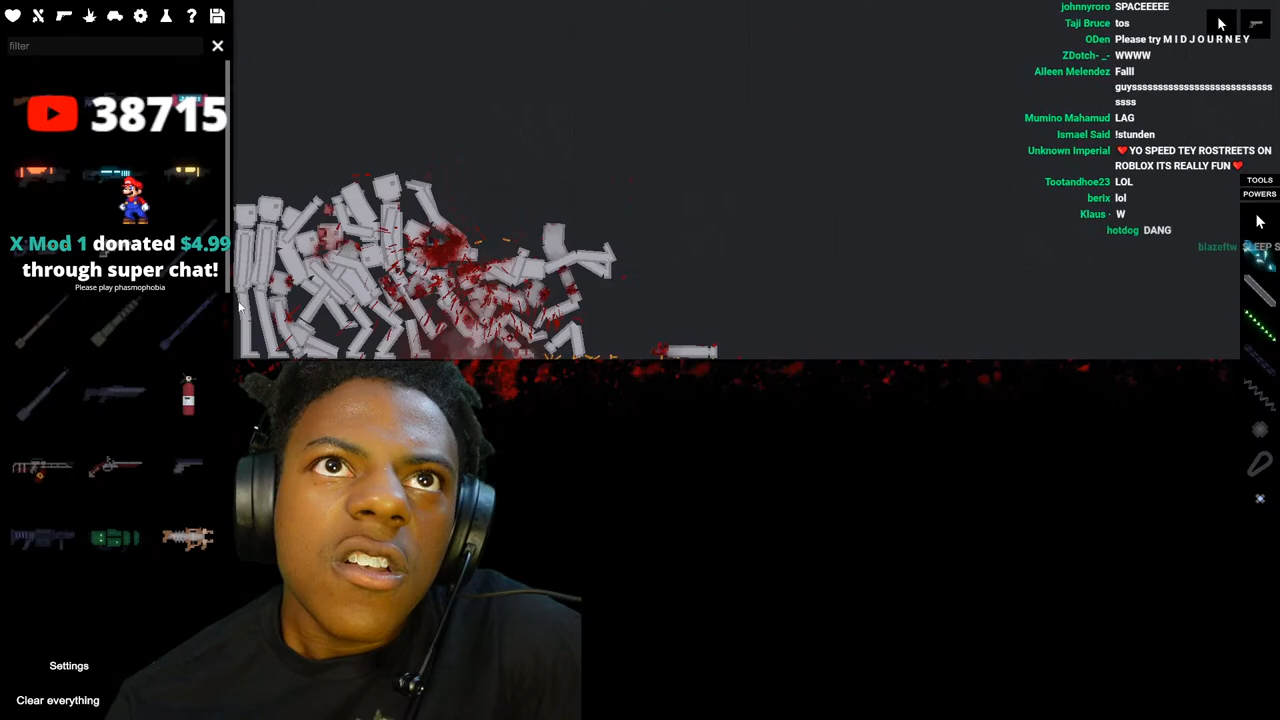 filter
38715
X Mod 1 donated $4.99
through super chat!
Please play phasmophobia
Settings
Clear everything
johnnyroro SPACEEEEE
Taji Bruce tos
ODen Please try M I D J O U R N E Y
ZDotch- _- WWWW
Aileen Melendez Falll
guysssssssssssssssssssssssssss
ssss
Mumino Mahamud LAG
Ismael Said !stunden
Unknown Imperial ❤️YO SPEED TEY ROSTREETS ON
ROBLOX ITS REALLY FUN❤️
Tootandhoe23 LOL
berix lol
Klaus · W
hotdog DANG
blazeftw
TOOLS
POWERS